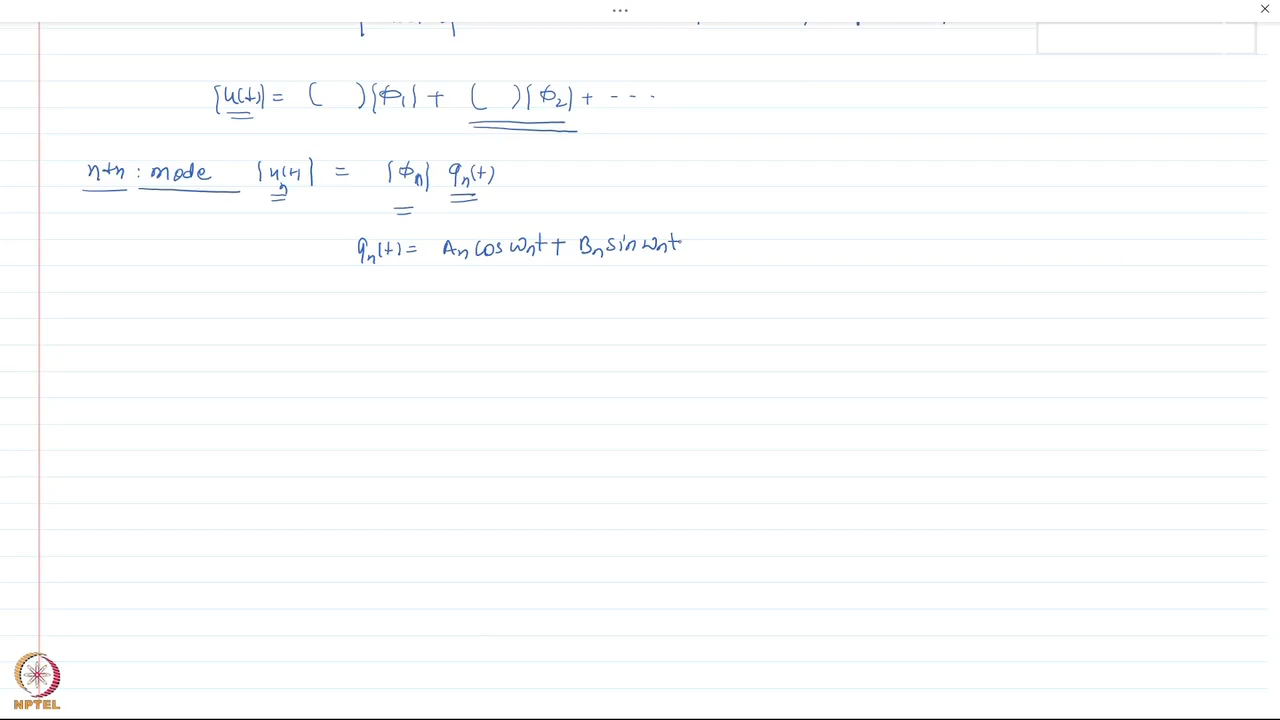 {u(t)} = ( ) {ϕ1} + ( ) {ϕ2} + - - -
nth : mode {u(t)}n = {ϕn} qn(t)
qn(t) = An cos ωnt + Bn sin ωnt
NPTEL